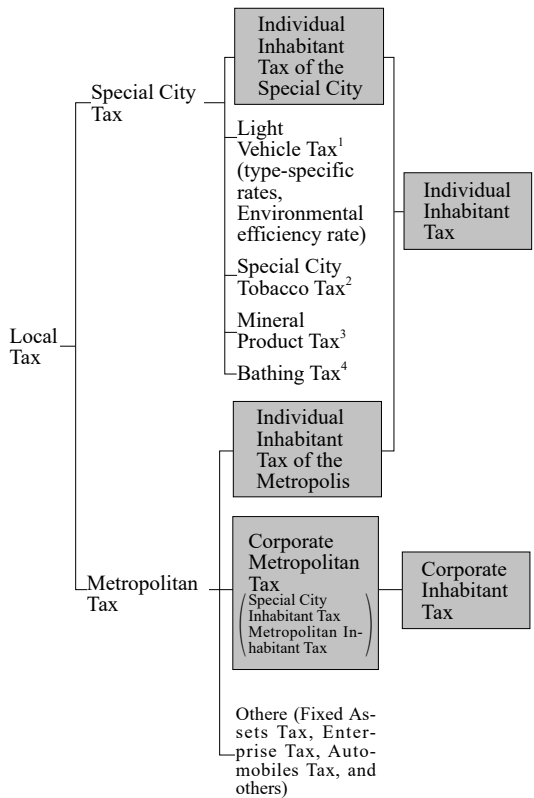 Individual
Inhabitant
Tax of the
Special City
Special City
Tax
Light
Vehicle Tax¹
(type-specific
rates,
Environmental
efficiency rate)
Individual
Inhabitant
Tax
Special City
Tobacco Tax²
Mineral
Product Tax³
Local
Tax
Bathing Tax⁴
Individual
Inhabitant
Tax of the
Metropolis
Corporate
Metropolitan
Tax
(Special City
Inhabitant Tax
Metropolitan In-
habitant Tax)
Metropolitan
Tax
Corporate
Inhabitant
Tax
Othere (Fixed As-
sets Tax, Enter-
prise Tax, Auto-
mobiles Tax, and
others)